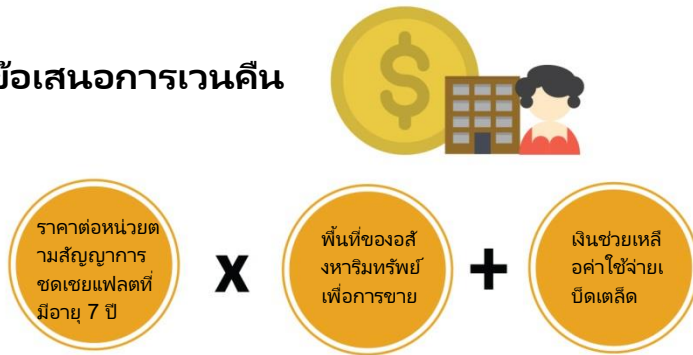 ข้อเสนอการเวนคืน
$
ราคาต่อหน่วยต
ามสัญญาการ
ชดเชยแฟลตที่
มีอายุ 7 ปี
x
พื้นที่ของอสั
งหาริมทรัพย์
เพื่อการขาย
+
เงินช่วยเหลื
อค่าใช้จ่ายเ
บ็ดเตล็ด